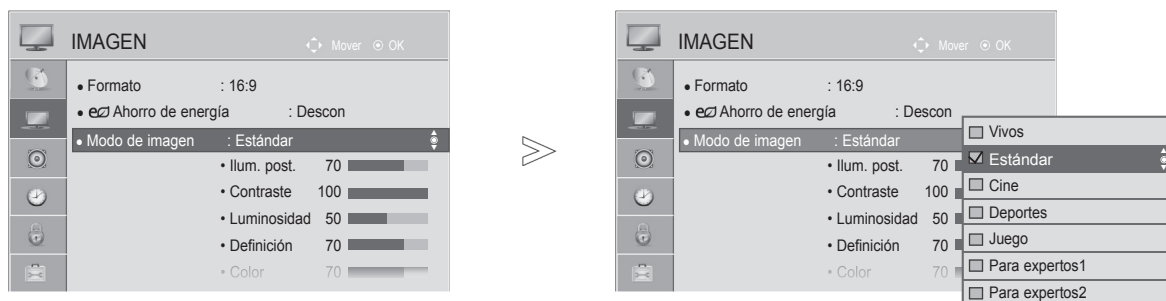 IMAGEN Mover OK
• Formato : 16:9
• eco Ahorro de energía : Descon
• Modo de imagen : Estándar
• Ilum. post. 70
• Contraste 100
• Luminosidad 50
• Definición 70
• Color 70
IMAGEN Mover OK
• Formato : 16:9
• eco Ahorro de energía : Descon
• Modo de imagen : Estándar
• Ilum. post. 70
• Contraste 100
• Luminosidad 50
• Definición 70
• Color 70
Vivos
Estándar
Cine
Deportes
Juego
Para expertos1
Para expertos2